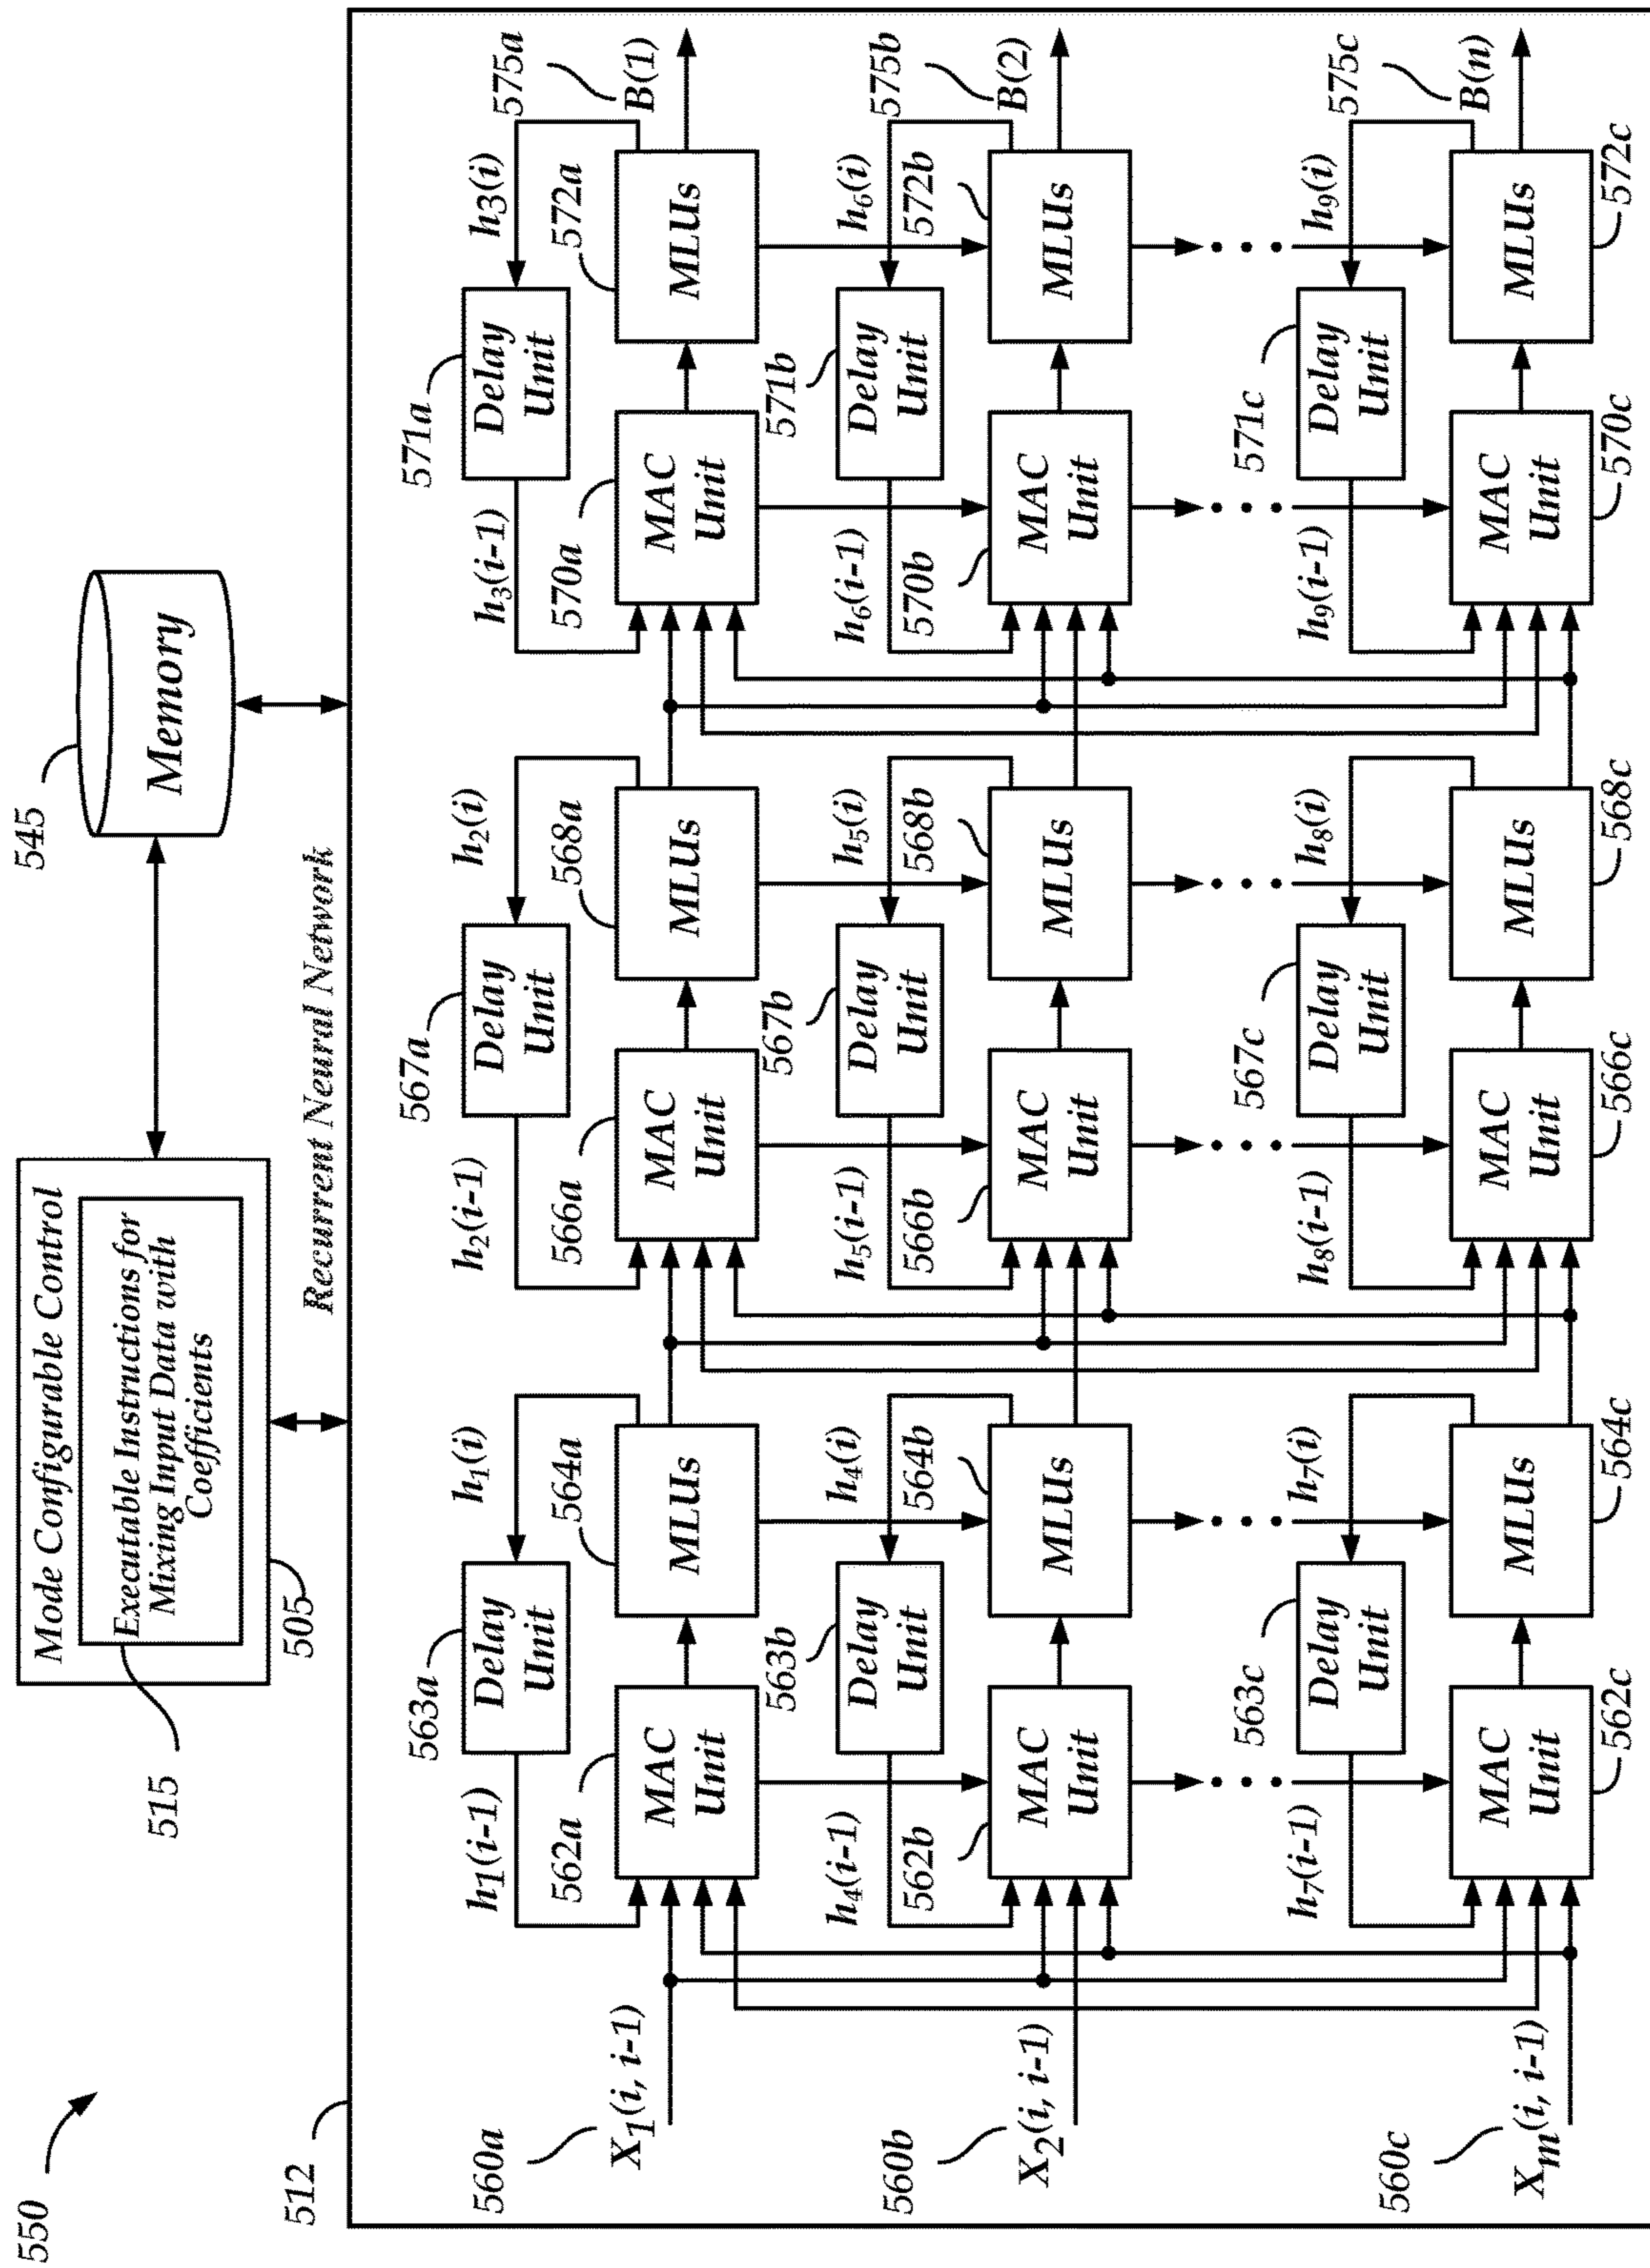 550
Mode Configurable Control
Executable Instructions for
Mixing Input Data with
Coefficients
515
505
545
Memory
512
Recurrent Neural Network
563a
Delay
Unit
h1(i-1)
h1(i)
567a
Delay
Unit
h2(i-1)
h2(i)
571a
Delay
Unit
h3(i-1)
h3(i)
560a
X1(i, i-1)
562a
MAC
Unit
564a
MLUs
566a
MAC
Unit
568a
MLUs
570a
MAC
Unit
572a
MLUs
575a
B(1)
563b
Delay
Unit
h4(i-1)
h4(i)
567b
Delay
Unit
h5(i-1)
h5(i)
571b
Delay
Unit
h6(i-1)
h6(i)
560b
X2(i, i-1)
562b
MAC
Unit
564b
MLUs
566b
MAC
Unit
568b
MLUs
570b
MAC
Unit
572b
MLUs
575b
B(2)
563c
Delay
Unit
h7(i-1)
h7(i)
567c
Delay
Unit
h8(i-1)
h8(i)
571c
Delay
Unit
h9(i-1)
h9(i)
560c
Xm(i, i-1)
MAC
Unit
562c
MLUs
564c
MAC
Unit
566c
MLUs
568c
MAC
Unit
570c
MLUs
572c
575c
B(n)